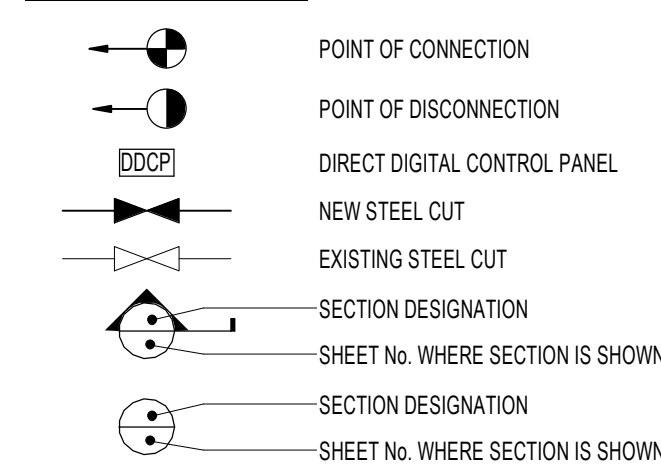 POINT OF CONNECTION
POINT OF DISCONNECTION
DDCP DIRECT DIGITAL CONTROL PANEL
NEW STEEL CUT
EXISTING STEEL CUT
SECTION DESIGNATION
SHEET No. WHERE SECTION IS SHOWN
SECTION DESIGNATION
SHEET No. WHERE SECTION IS SHOWN